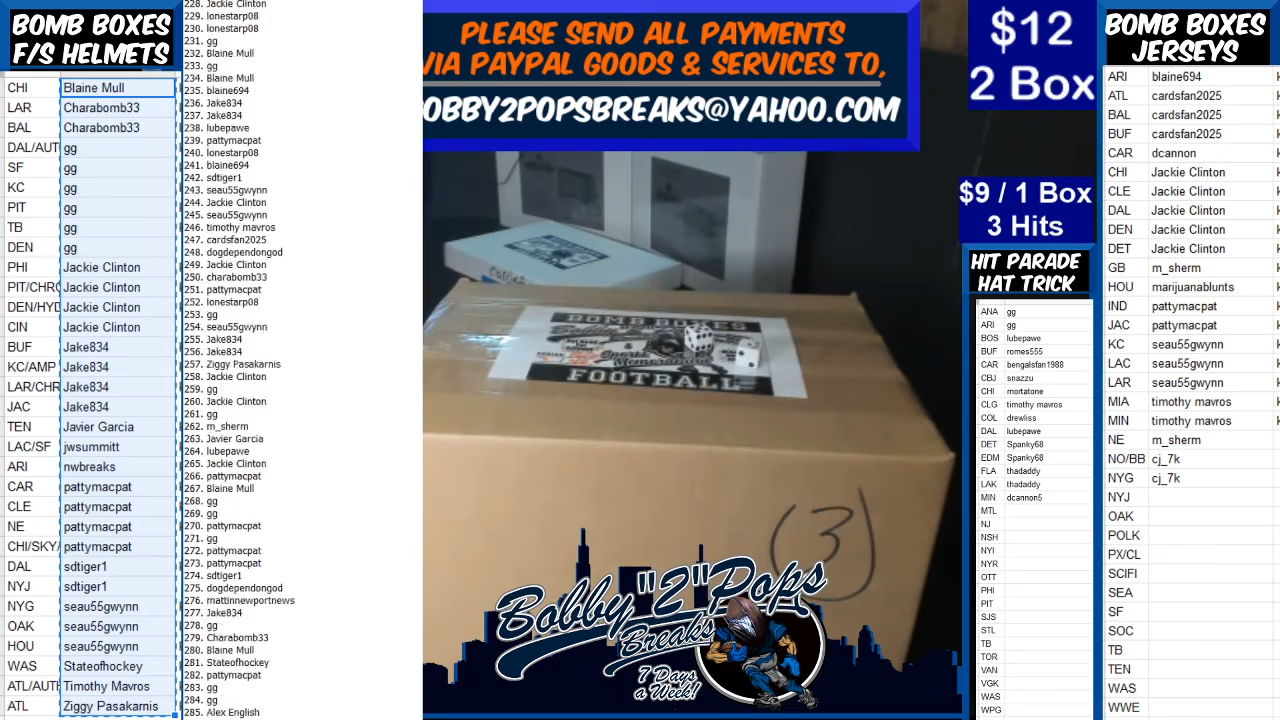 BOMB BOXES
F/S HELMETS
CHI Blaine Mull
LAR Charabomb33
BAL Charabomb33
DAL/AUT gg
SF gg
KC gg
PIT gg
TB gg
DEN gg
PHI Jackie Clinton
PIT/CHRO Jackie Clinton
DEN/HYD Jackie Clinton
CIN Jackie Clinton
BUF Jake834
KC/AMP Jake834
LAR/CHR Jake834
JAC Jake834
TEN Javier Garcia
LAC/SF jwsummitt
ARI nwbreaks
CAR pattymacpat
CLE pattymacpat
NE pattymacpat
CHI/SKY/ pattymacpat
DAL sdtiger1
NYJ sdtiger1
NYG seau55gwynn
OAK seau55gwynn
HOU seau55gwynn
WAS Stateofhockey
ATL/AUT Timothy Mavros
ATL Ziggy Pasakarnis
228. Jackie Clinton
229. lonestarp08
230. lonestarp08
231. gg
232. Blaine Mull
233. gg
234. Blaine Mull
235. blaine694
236. Jake834
237. Jake834
238. lubepawe
239. pattymacpat
240. lonestarp08
241. blaine694
242. sdtiger1
243. seau55gwynn
244. Jackie Clinton
245. seau55gwynn
246. timothy mavros
247. cardsfan2025
248. dogdependongod
249. Jackie Clinton
250. charabomb33
251. pattymacpat
252. lonestarp08
253. gg
254. seau55gwynn
255. Jake834
256. Jake834
257. Ziggy Pasakarnis
258. Jackie Clinton
259. gg
260. Jackie Clinton
261. gg
262. m_sherm
263. Javier Garcia
264. lubepawe
265. Jackie Clinton
266. pattymacpat
267. Blaine Mull
268. gg
269. gg
270. pattymacpat
271. gg
272. pattymacpat
273. pattymacpat
274. sdtiger1
275. dogdependongod
276. mattinnewportnews
277. Jake834
278. gg
279. Charabomb33
280. Blaine Mull
281. Stateofhockey
282. pattymacpat
283. gg
284. gg
285. Alex English
PLEASE SEND ALL PAYMENTS
VIA PAYPAL GOODS & SERVICES TO,
OBBY2POPSBREAKS@YAHOO.COM
BOMB BOXES
Sports
Memorabilia
FOOTBALL
(3)
Bobby "2" Pops
Breaks
7 Days
a Week!
$12
2 Box
$9 / 1 Box
3 Hits
HIT PARADE
HAT TRICK
ANA gg
ARI gg
BOS lubepawe
BUF romes555
CAR bengalsfan1988
CBJ snazzu
CHI mortatone
CLG timothy mavros
COL drewliss
DAL lubepawe
DET Spanky68
EDM Spanky68
FLA thadaddy
LAK thadaddy
MIN dcannon5
MTL
NJ
NSH
NYI
NYR
OTT
PHI
PIT
SJS
STL
TB
TOR
VAN
VGK
WAS
WPG
BOMB BOXES
JERSEYS
ARI blaine694
ATL cardsfan2025
BAL cardsfan2025
BUF cardsfan2025
CAR dcannon
CHI Jackie Clinton
CLE Jackie Clinton
DAL Jackie Clinton
DEN Jackie Clinton
DET Jackie Clinton
GB m_sherm
HOU marijuanablunts
IND pattymacpat
JAC pattymacpat
KC seau55gwynn
LAC seau55gwynn
LAR seau55gwynn
MIA timothy mavros
MIN timothy mavros
NE m_sherm
NO/BB cj_7k
NYG cj_7k
NYJ
OAK
POLK
PX/CL
SCIFI
SEA
SF
SOC
TB
TEN
WAS
WWE